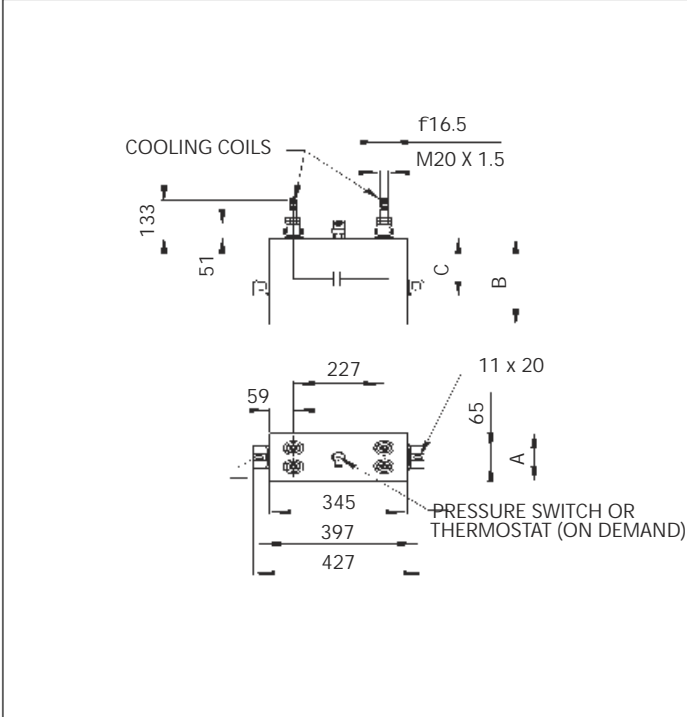 f16.5
COOLING COILS
M20 X 1.5
133
51
C
B
227
11 x 20
59
65
A
345
PRESSURE SWITCH OR
THERMOSTAT (ON DEMAND)
397
427